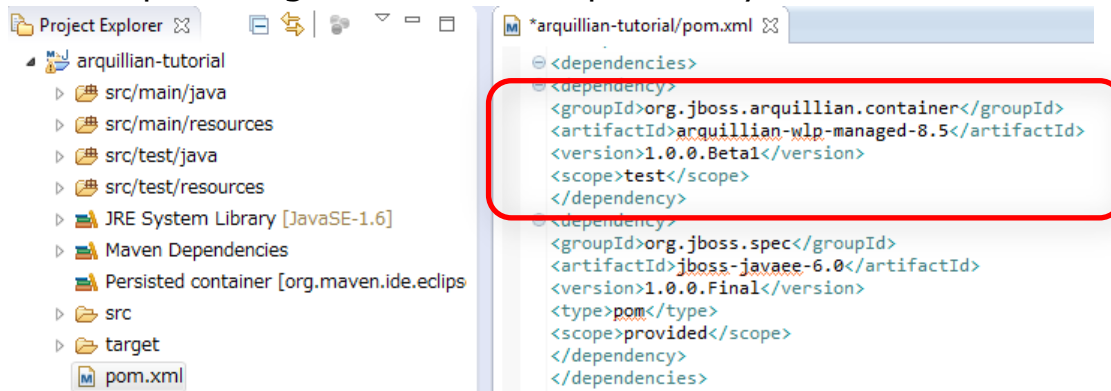 Project Explorer
arquillian-tutorial
src/main/java
src/main/resources
src/test/java
src/test/resources
JRE System Library [JavaSE-1.6]
Maven Dependencies
Persisted container [org.maven.ide.eclips
src
target
pom.xml
*arquillian-tutorial/pom.xml
<dependencies>
<dependency>
<groupId>org.jboss.arquillian.container</groupId>
<artifactId>arquillian-wlp-managed-8.5</artifactId>
<version>1.0.0.Beta1</version>
<scope>test</scope>
</dependency>
<dependency>
<groupId>org.jboss.spec</groupId>
<artifactId>jboss-javaee-6.0</artifactId>
<version>1.0.0.Final</version>
<type>pom</type>
<scope>provided</scope>
</dependency>
</dependencies>